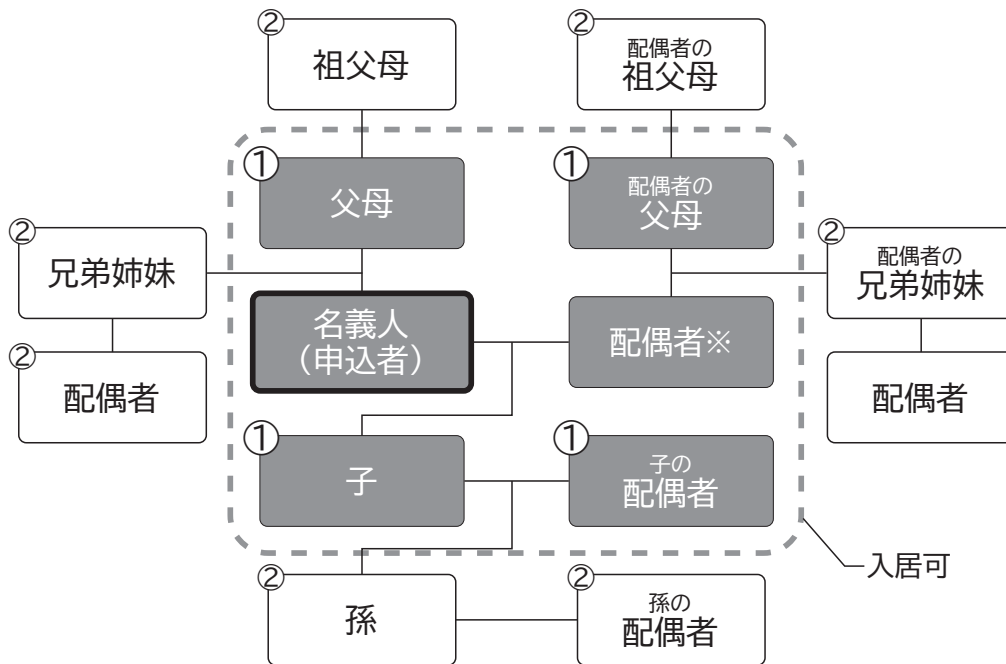 ②
祖父母
②
配偶者の
祖父母
①
父母
①
配偶者の
父母
②
兄弟姉妹
②
配偶者の
兄弟姉妹
名義人
（申込者）
配偶者※
②
配偶者
配偶者
①
子
①
子の
配偶者
入居可
②
孫
②
孫の
配偶者